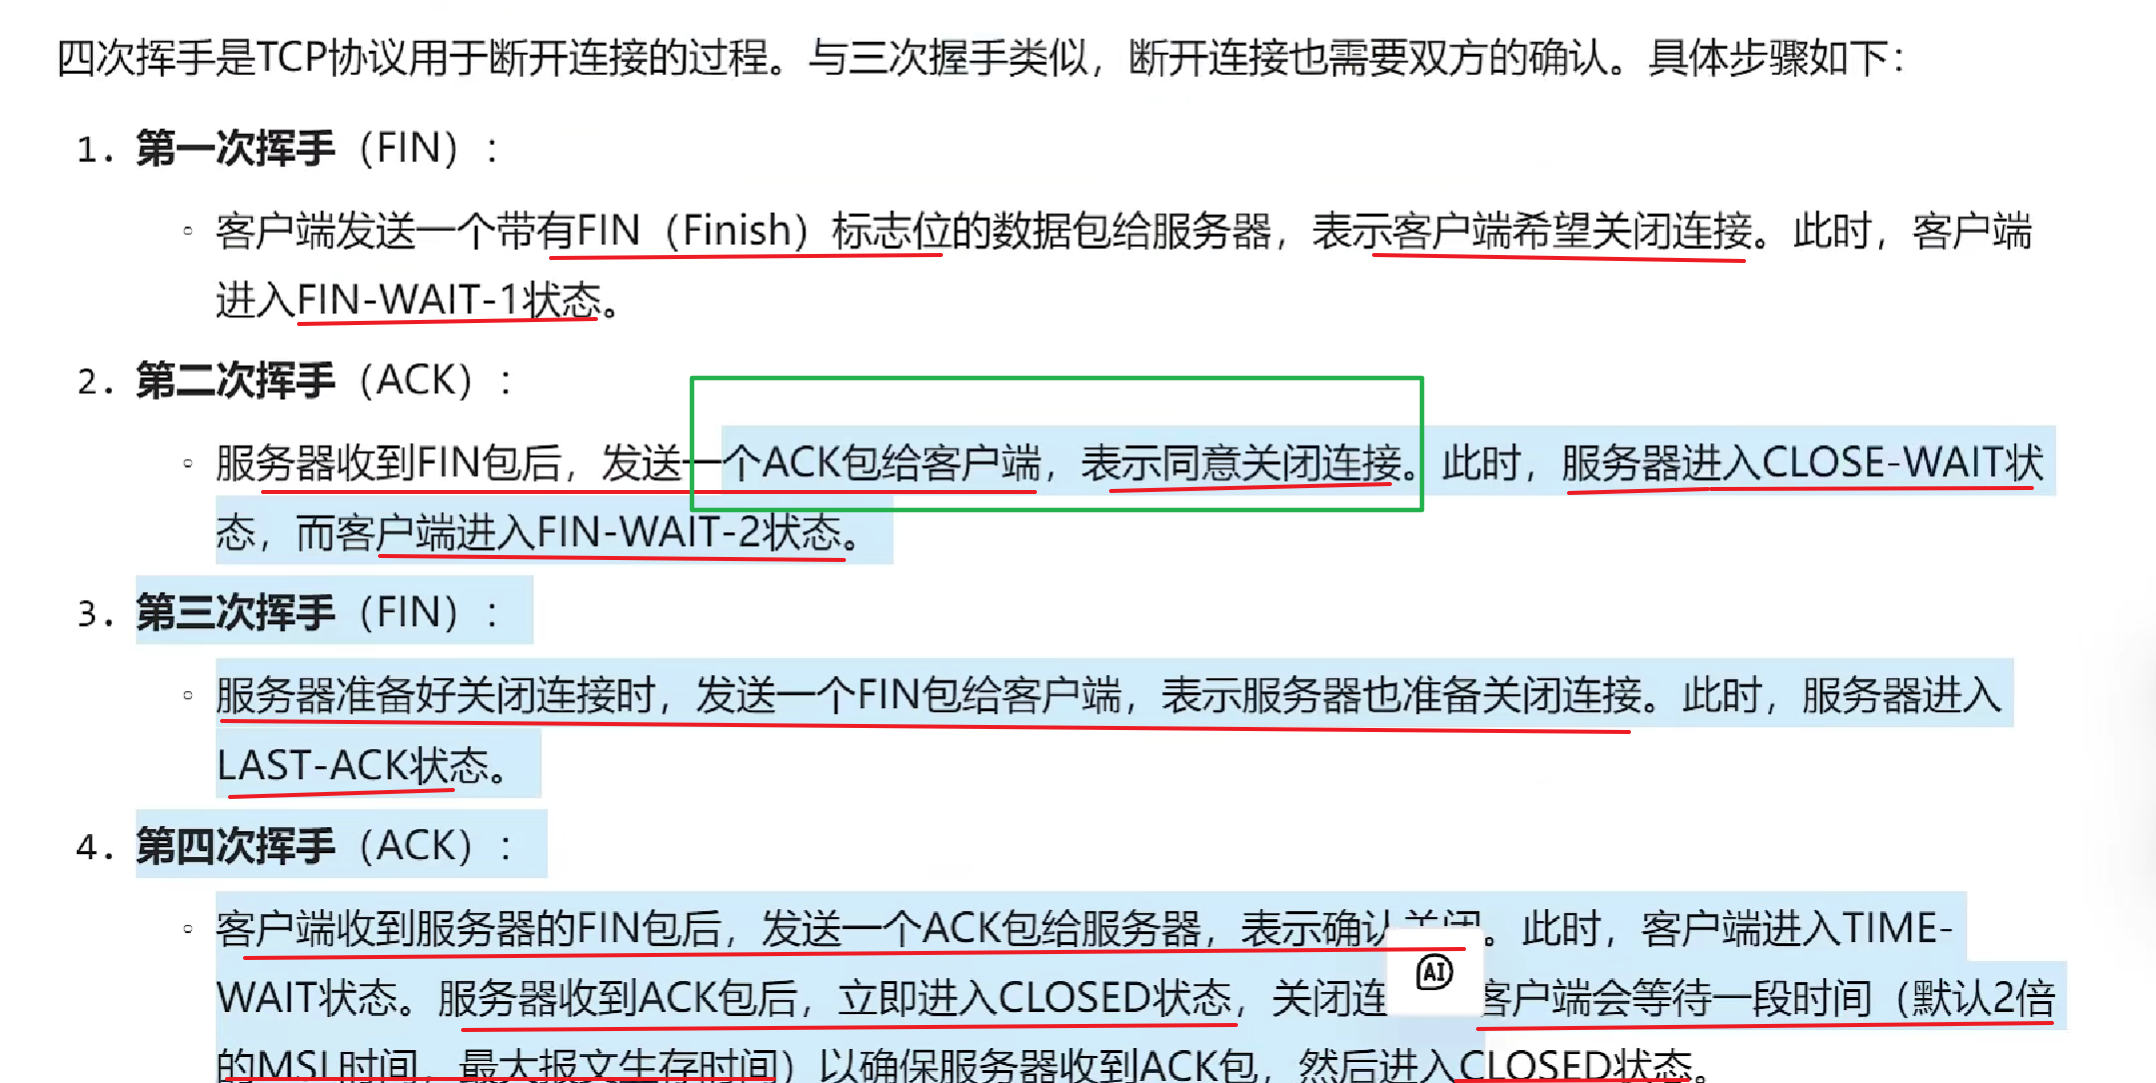 四次挥手是TCP协议用于断开连接的过程。与三次握手类似，断开连接也需要双方的确认。具体步骤如下：
1. 第一次挥手（FIN）：
◦ 客户端发送一个带有FIN（Finish）标志位的数据包给服务器，表示客户端希望关闭连接。此时，客户端
进入FIN-WAIT-1状态。
2. 第二次挥手（ACK）：
◦ 服务器收到FIN包后，发送一个ACK包给客户端，表示同意关闭连接。此时，服务器进入CLOSE-WAIT状
态，而客户端进入FIN-WAIT-2状态。
3. 第三次挥手（FIN）：
◦ 服务器准备好关闭连接时，发送一个FIN包给客户端，表示服务器也准备关闭连接。此时，服务器进入
LAST-ACK状态。
4. 第四次挥手（ACK）：
◦ 客户端收到服务器的FIN包后，发送一个ACK包给服务器，表示确认关闭。此时，客户端进入TIME-
WAIT状态。服务器收到ACK包后，立即进入CLOSED状态，关闭连 AI 客户端会等待一段时间（默认2倍
的MSL时间，最大报文生存时间）以确保服务器收到ACK包，然后进入CLOSED状态。